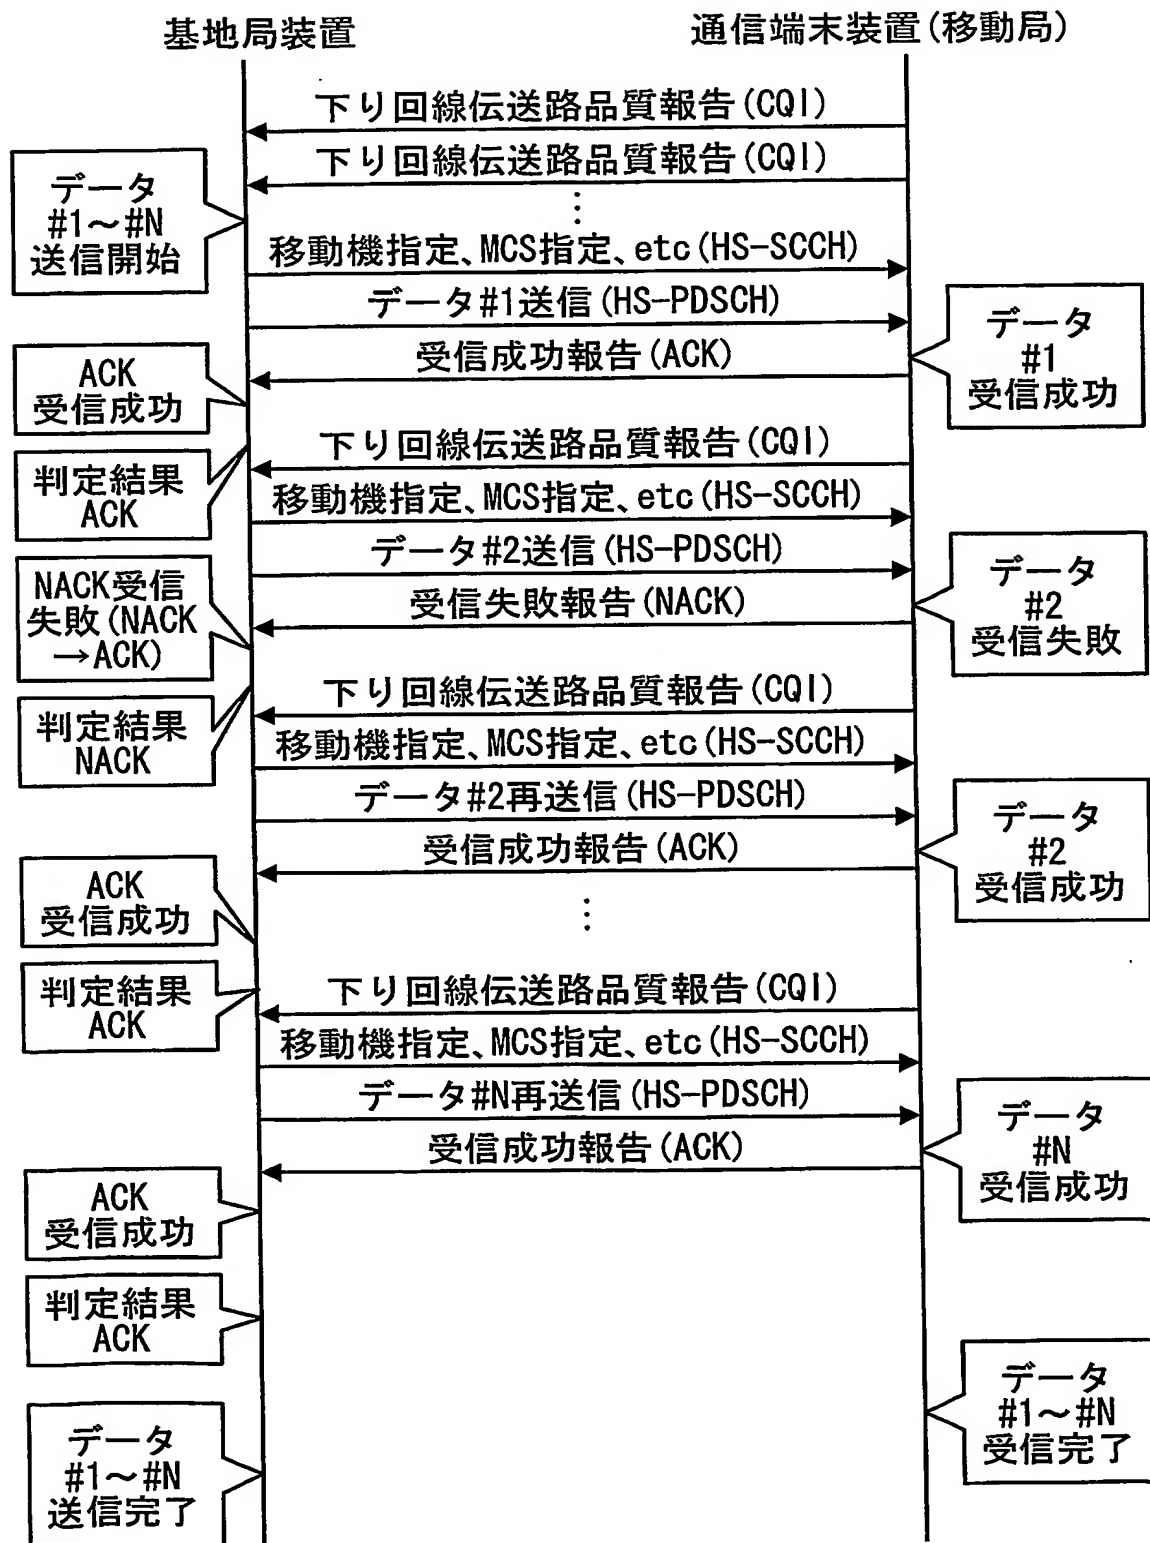 基地局装置
通信端末装置(移動局)
下り回線伝送路品質報告(CQI)
下り回線伝送路品質報告(CQI)
データ
#1～#N
送信開始
⋮
移動機指定、MCS指定、etc(HS-SCCH)
データ#1送信(HS-PDSCH)
データ
#1
受信成功
受信成功報告(ACK)
ACK
受信成功
下り回線伝送路品質報告(CQI)
判定結果
ACK
移動機指定、MCS指定、etc(HS-SCCH)
データ#2送信(HS-PDSCH)
データ
#2
受信失敗
NACK受信
失敗(NACK
→ACK)
受信失敗報告(NACK)
下り回線伝送路品質報告(CQI)
判定結果
NACK
移動機指定、MCS指定、etc(HS-SCCH)
データ#2再送信(HS-PDSCH)
データ
#2
受信成功
受信成功報告(ACK)
ACK
受信成功
⋮
下り回線伝送路品質報告(CQI)
判定結果
ACK
移動機指定、MCS指定、etc(HS-SCCH)
データ#N再送信(HS-PDSCH)
データ
#N
受信成功
受信成功報告(ACK)
ACK
受信成功
判定結果
ACK
データ
#1～#N
受信完了
データ
#1～#N
送信完了